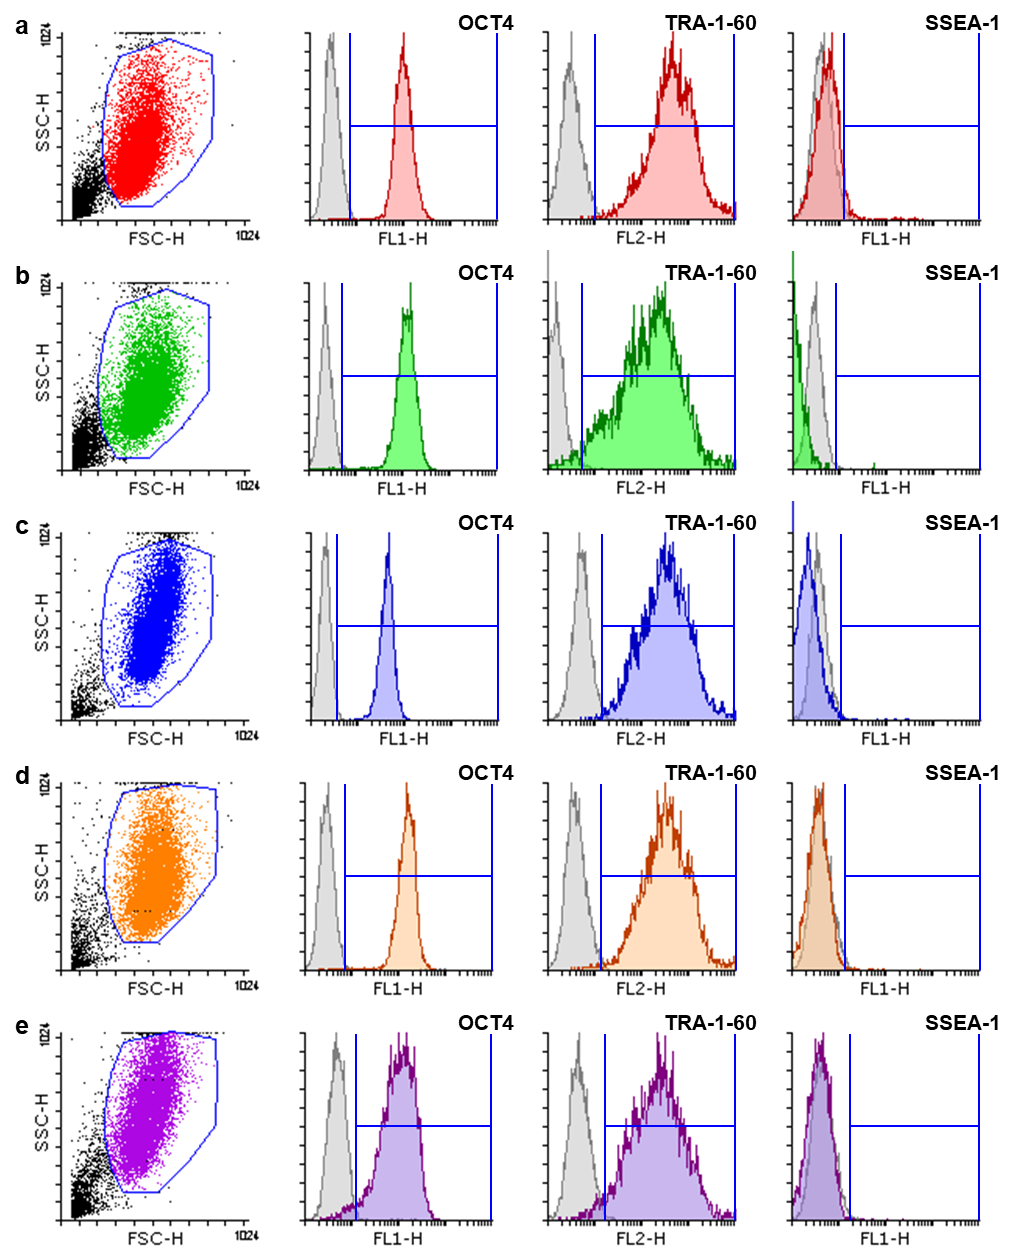 a OCT4 TRA-1-60 SSEA-1
1024
SSC-H
FSC-H 1024 FL1-H FL2-H FL1-H
b OCT4 TRA-1-60 SSEA-1
1024
SSC-H
FSC-H 1024 FL1-H FL2-H FL1-H
c OCT4 TRA-1-60 SSEA-1
1024
SSC-H
FSC-H 1024 FL1-H FL2-H FL1-H
d OCT4 TRA-1-60 SSEA-1
1024
SSC-H
FSC-H 1024 FL1-H FL2-H FL1-H
e OCT4 TRA-1-60 SSEA-1
1024
SSC-H
FSC-H 1024 FL1-H FL2-H FL1-H